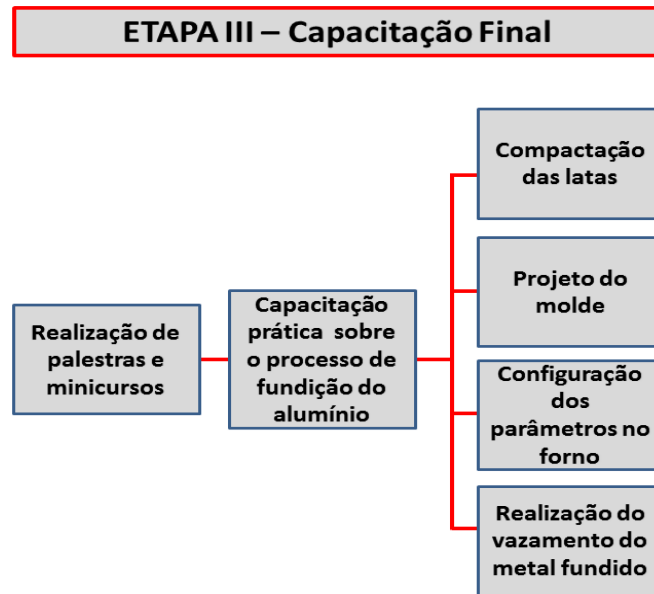 ETAPA III – Capacitação Final
Realização de
palestras e
minicursos
Capacitação
prática sobre
o processo de
fundição do
alumínio
Compactação
das latas
Projeto do
molde
Configuração
dos
parâmetros no
forno
Realização do
vazamento do
metal fundido